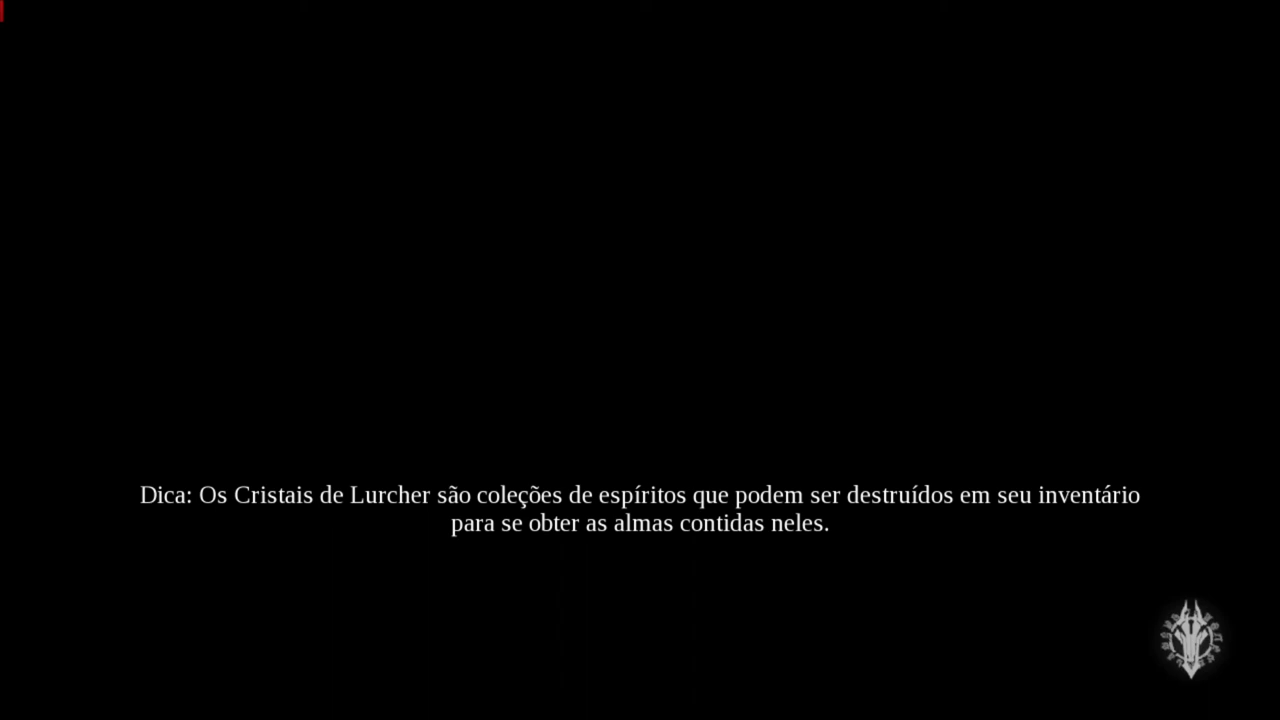 Dica: Os Cristais de Lurcher são coleções de espíritos que podem ser destruídos em seu inventário
para se obter as almas contidas neles.